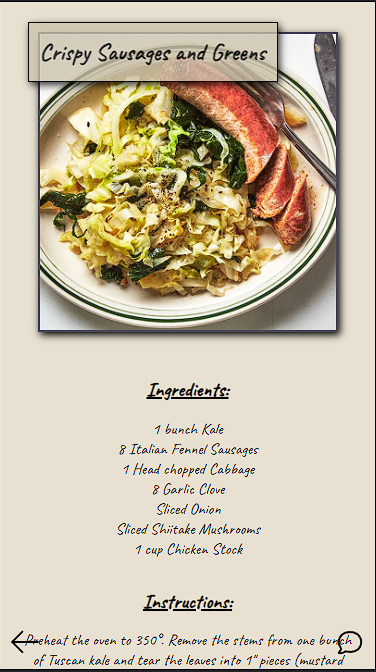 Crispy Sausages and Greens
Ingredients:
1 bunch Kale
8 Italian Fennel Sausages
1 Head chopped Cabbage
8 Garlic Clove
Sliced Onion
Sliced Shiitake Mushrooms
1 cup Chicken Stock
Instructions:
Preheat the oven to 350°. Remove the stems from one bunch
of Tuscan kale and tear the leaves into 1" pieces (mustard